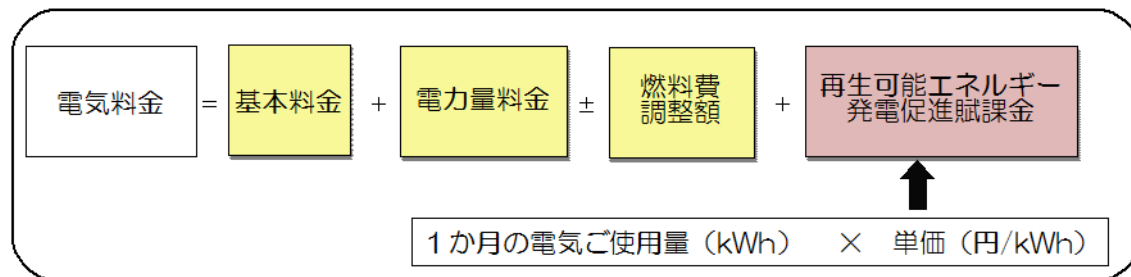 電気料金 = 基本料金 + 電力量料金 ± 燃料費調整額 + 再生可能エネルギー発電促進賦課金
1か月の電気ご使用量（kWh） × 単価（円/kWh）